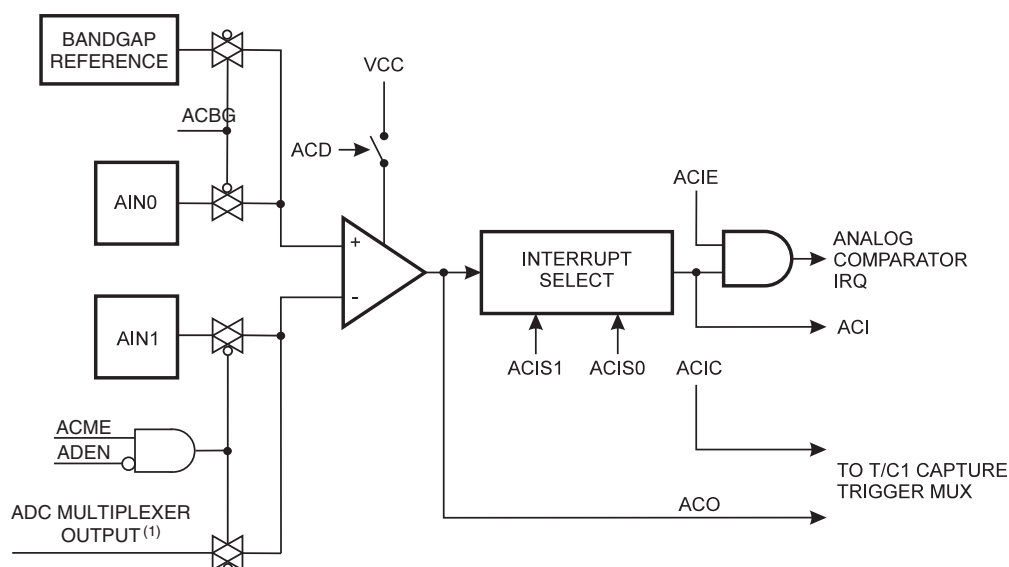 BANDGAP
REFERENCE
VCC
ACBG
ACD
ACIE
AIN0
+
INTERRUPT
SELECT
ANALOG
COMPARATOR
IRQ
-
AIN1
ACI
ACIS1
ACIS0
ACIC
ACME
ADEN
TO T/C1 CAPTURE
TRIGGER MUX
ACO
ADC MULTIPLEXER
OUTPUT (1)